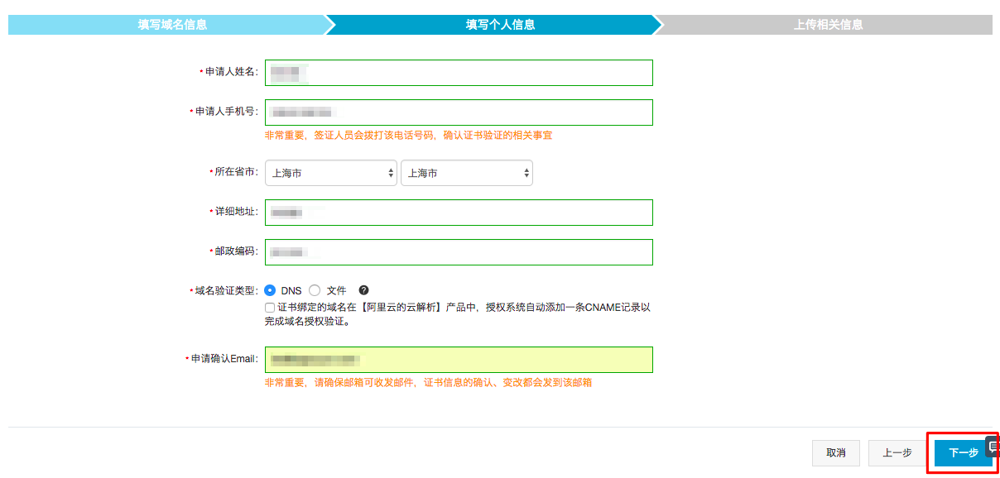 填写域名信息 填写个人信息 上传相关信息
*申请人姓名:
*申请人手机号:
非常重要，签证人员会拨打该电话号码，确认证书验证的相关事宜
*所在省市: 上海市 上海市
*详细地址:
*邮政编码:
*域名验证类型: DNS 文件 ?
证书绑定的域名在【阿里云的云解析】产品中，授权系统自动添加一条CNAME记录以
完成域名授权验证。
*申请确认Email:
非常重要，请确保邮箱可收发邮件，证书信息的确认、变改都会发到该邮箱
取消 上一步 下一步